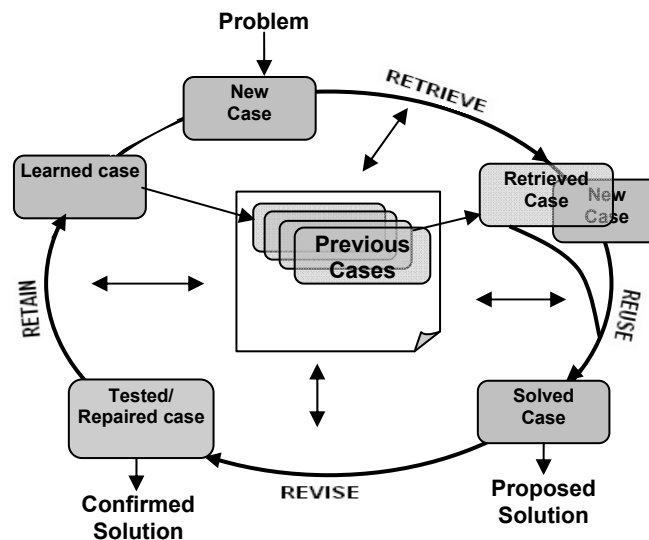 Problem
New
Case
RETRIEVE
Learned case
Retrieved
Case
New
Case
Previous
Cases
RETAIN
REUSE
Tested/
Repaired case
Solved
Case
REVISE
Confirmed
Solution
Proposed
Solution